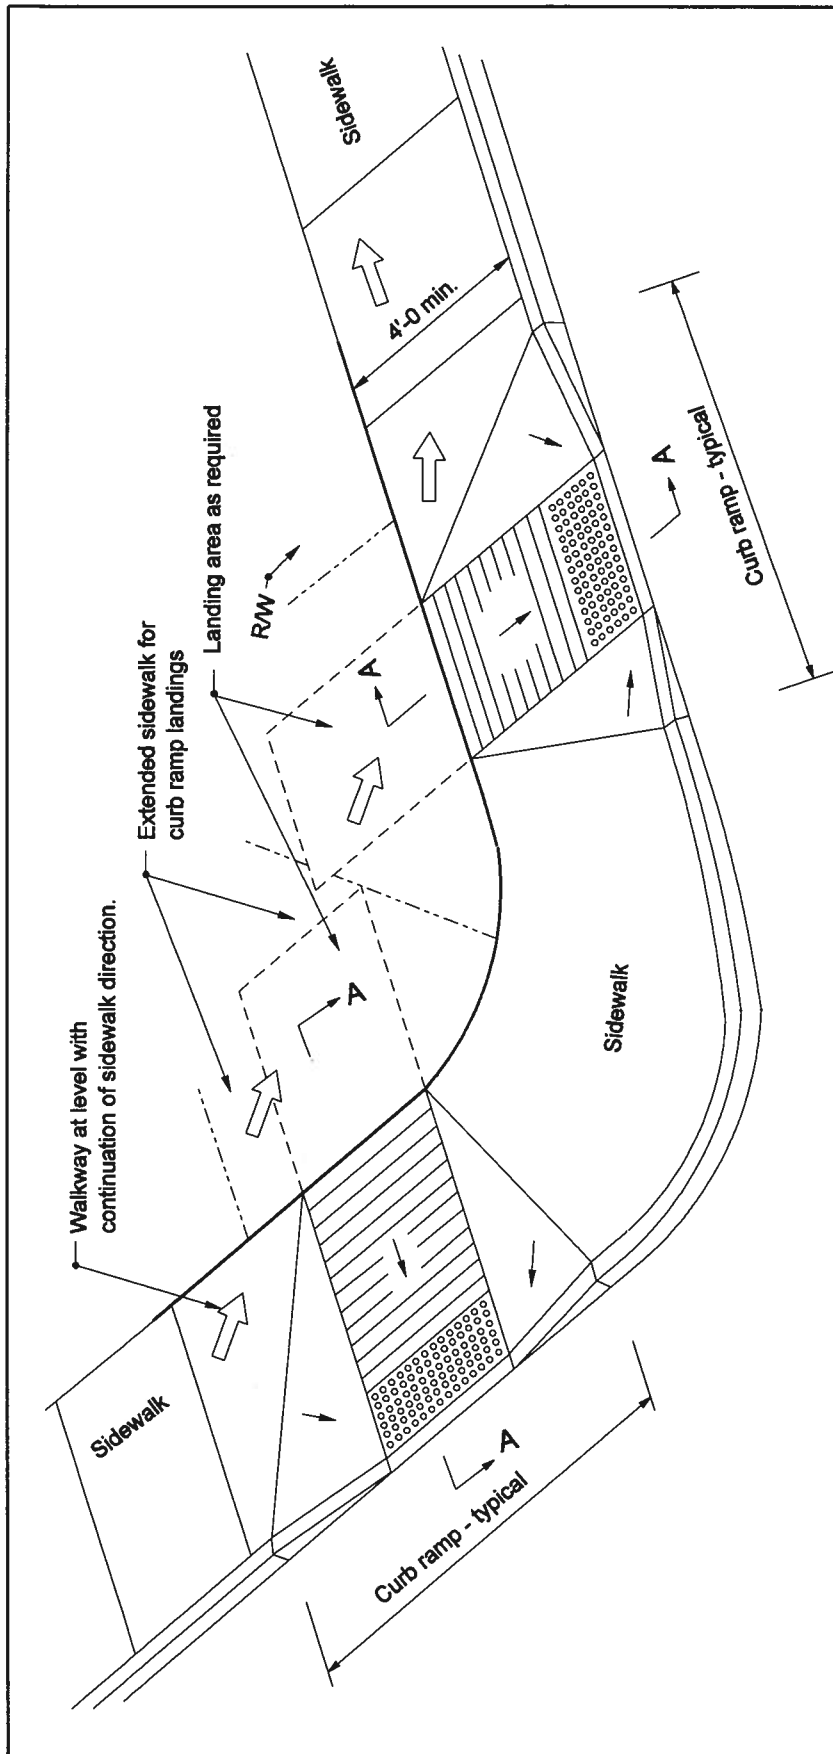 Walkway at level with
continuation of sidewalk direction.
Extended sidewalk for
curb ramp landings
Landing area as required
R/W
Sidewalk
Sidewalk
Sidewalk
4'-0 min.
A
A
A
A
Curb ramp - typical
Curb ramp - typical